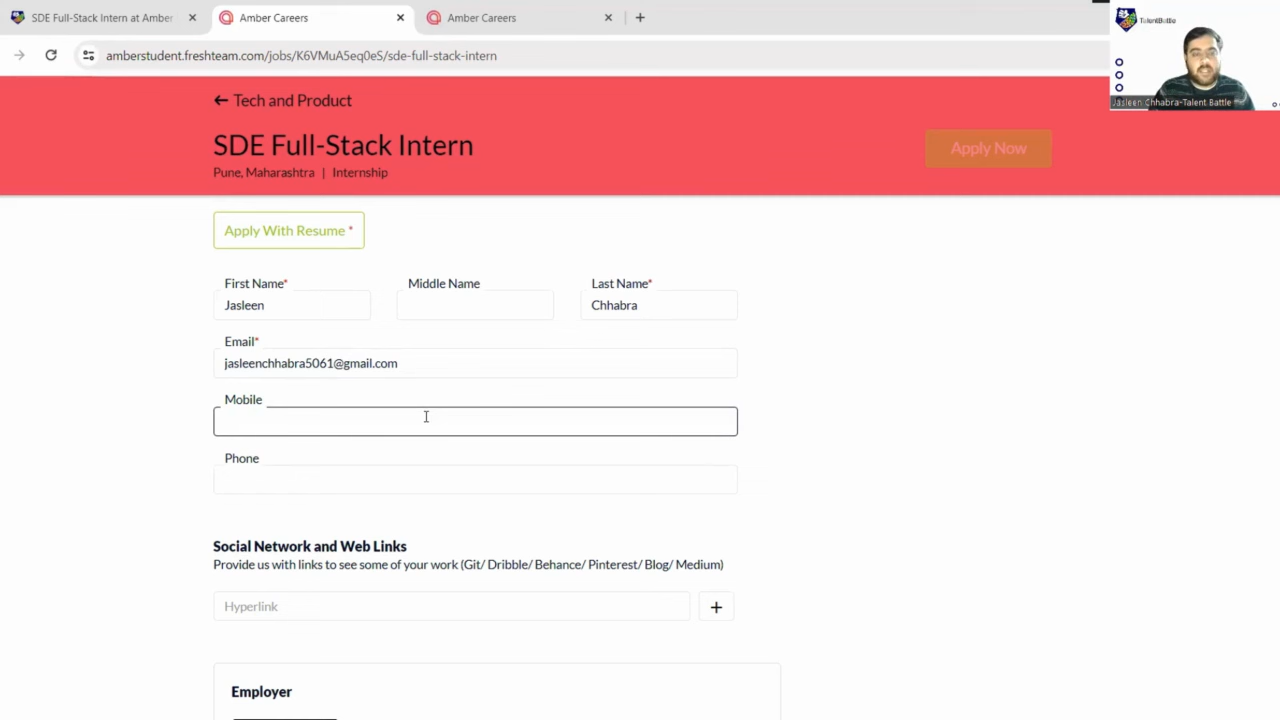 SDE Full-Stack Intern at Amber
Amber Careers
Amber Careers
amberstudent.freshteam.com/jobs/K6VMuA5eq0eS/sde-full-stack-intern
TalentBattle
Jasleen Chhabra-Talent Battle
← Tech and Product
SDE Full-Stack Intern
Pune, Maharashtra | Internship
Apply Now
Apply With Resume *
First Name*
Middle Name
Last Name*
Jasleen
Chhabra
Email*
jasleenchhabra5061@gmail.com
Mobile
Phone
Social Network and Web Links
Provide us with links to see some of your work (Git/ Dribble/ Behance/ Pinterest/ Blog/ Medium)
Hyperlink
+
Employer